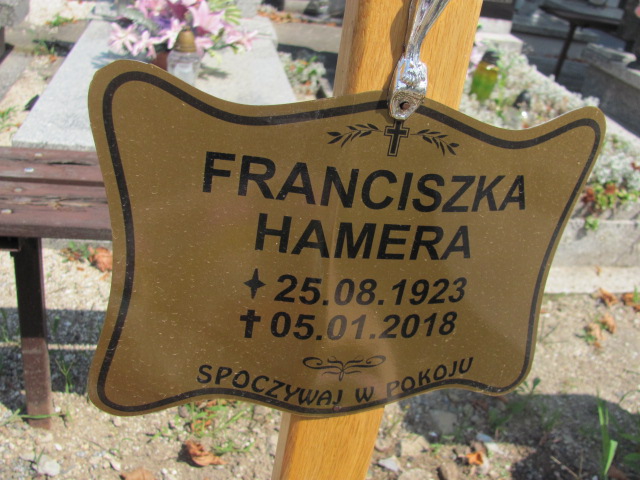 FRANCISZKA
HAMERA
✦ 25.08.1923
✝ 05.01.2018
SPOCZYWAJ W POKOJU